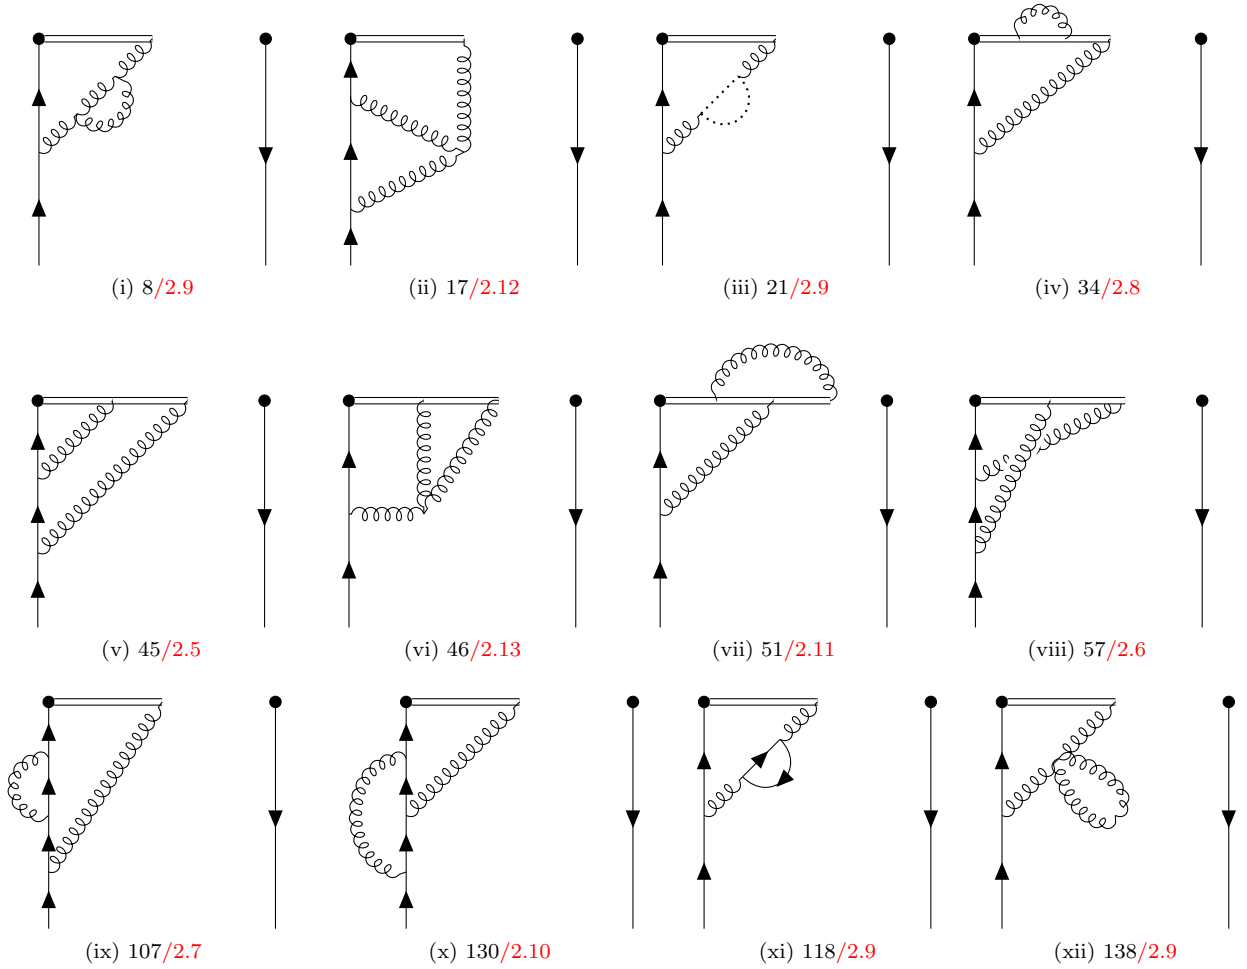 (i) 8/2.9 (ii) 17/2.12 (iii) 21/2.9 (iv) 34/2.8
(v) 45/2.5 (vi) 46/2.13 (vii) 51/2.11 (viii) 57/2.6
(ix) 107/2.7 (x) 130/2.10 (xi) 118/2.9 (xii) 138/2.9